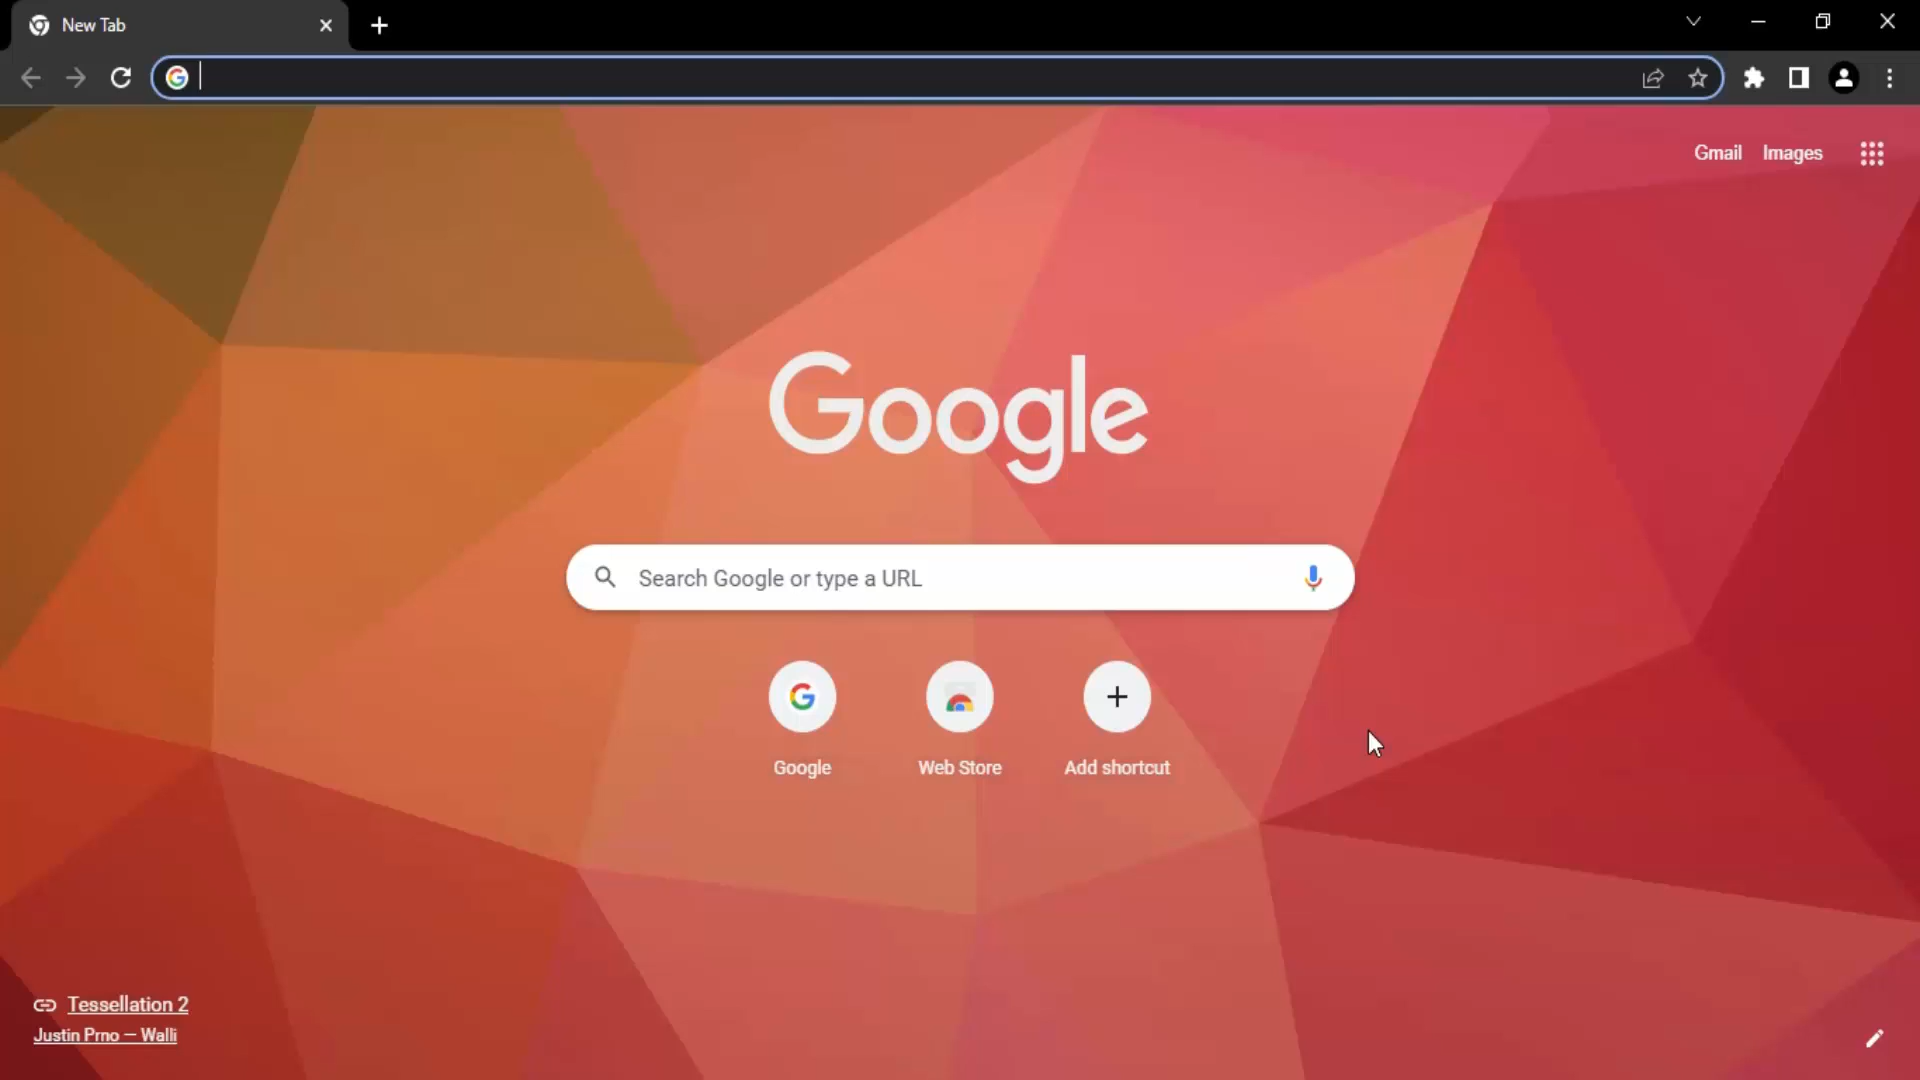 New Tab
Gmail Images
Google
Search Google or type a URL
Google Web Store Add shortcut
Tessellation 2
Justin Prno — Walli